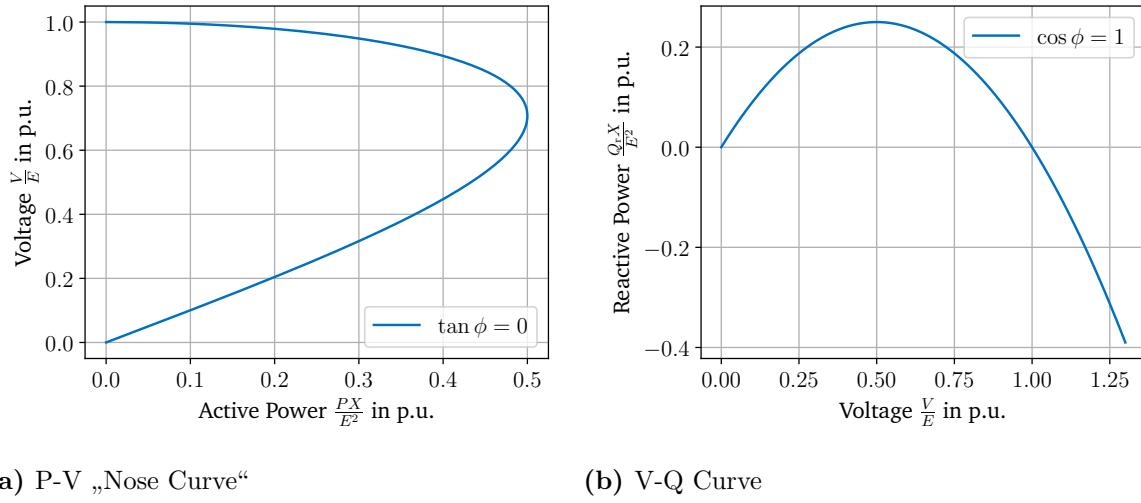 1.0
0.8
0.6
0.4
0.2
0.0
Voltage V/E in p.u.
tan ϕ = 0
0.0 0.1 0.2 0.3 0.4 0.5
Active Power PX/E² in p.u.
0.2
0.0
−0.2
−0.4
Reactive Power QᵣX/E² in p.u.
cos ϕ = 1
0.00 0.25 0.50 0.75 1.00 1.25
Voltage V/E in p.u.
a) P-V „Nose Curve“
(b) V-Q Curve